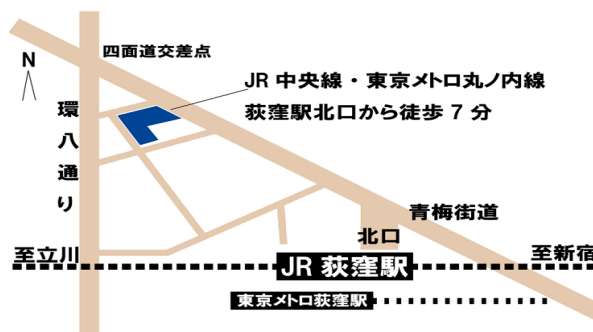 四面道交差点
N
JR 中央線・東京メトロ丸ノ内線
荻窪駅北口から徒歩 7 分
環八通り
青梅街道
北口
至立川
至新宿
JR 荻窪駅
東京メトロ荻窪駅